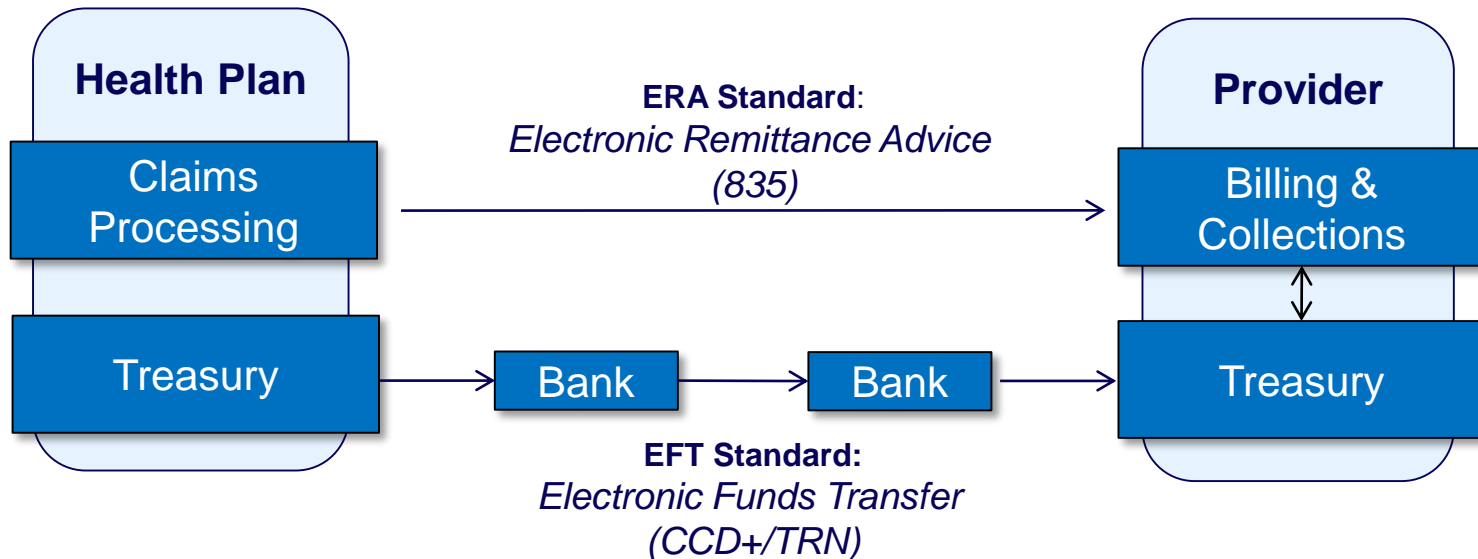 Health Plan
Claims
Processing
Treasury
ERA Standard:
Electronic Remittance Advice
(835)
Bank
Bank
EFT Standard:
Electronic Funds Transfer
(CCD+/TRN)
Provider
Billing &
Collections
Treasury